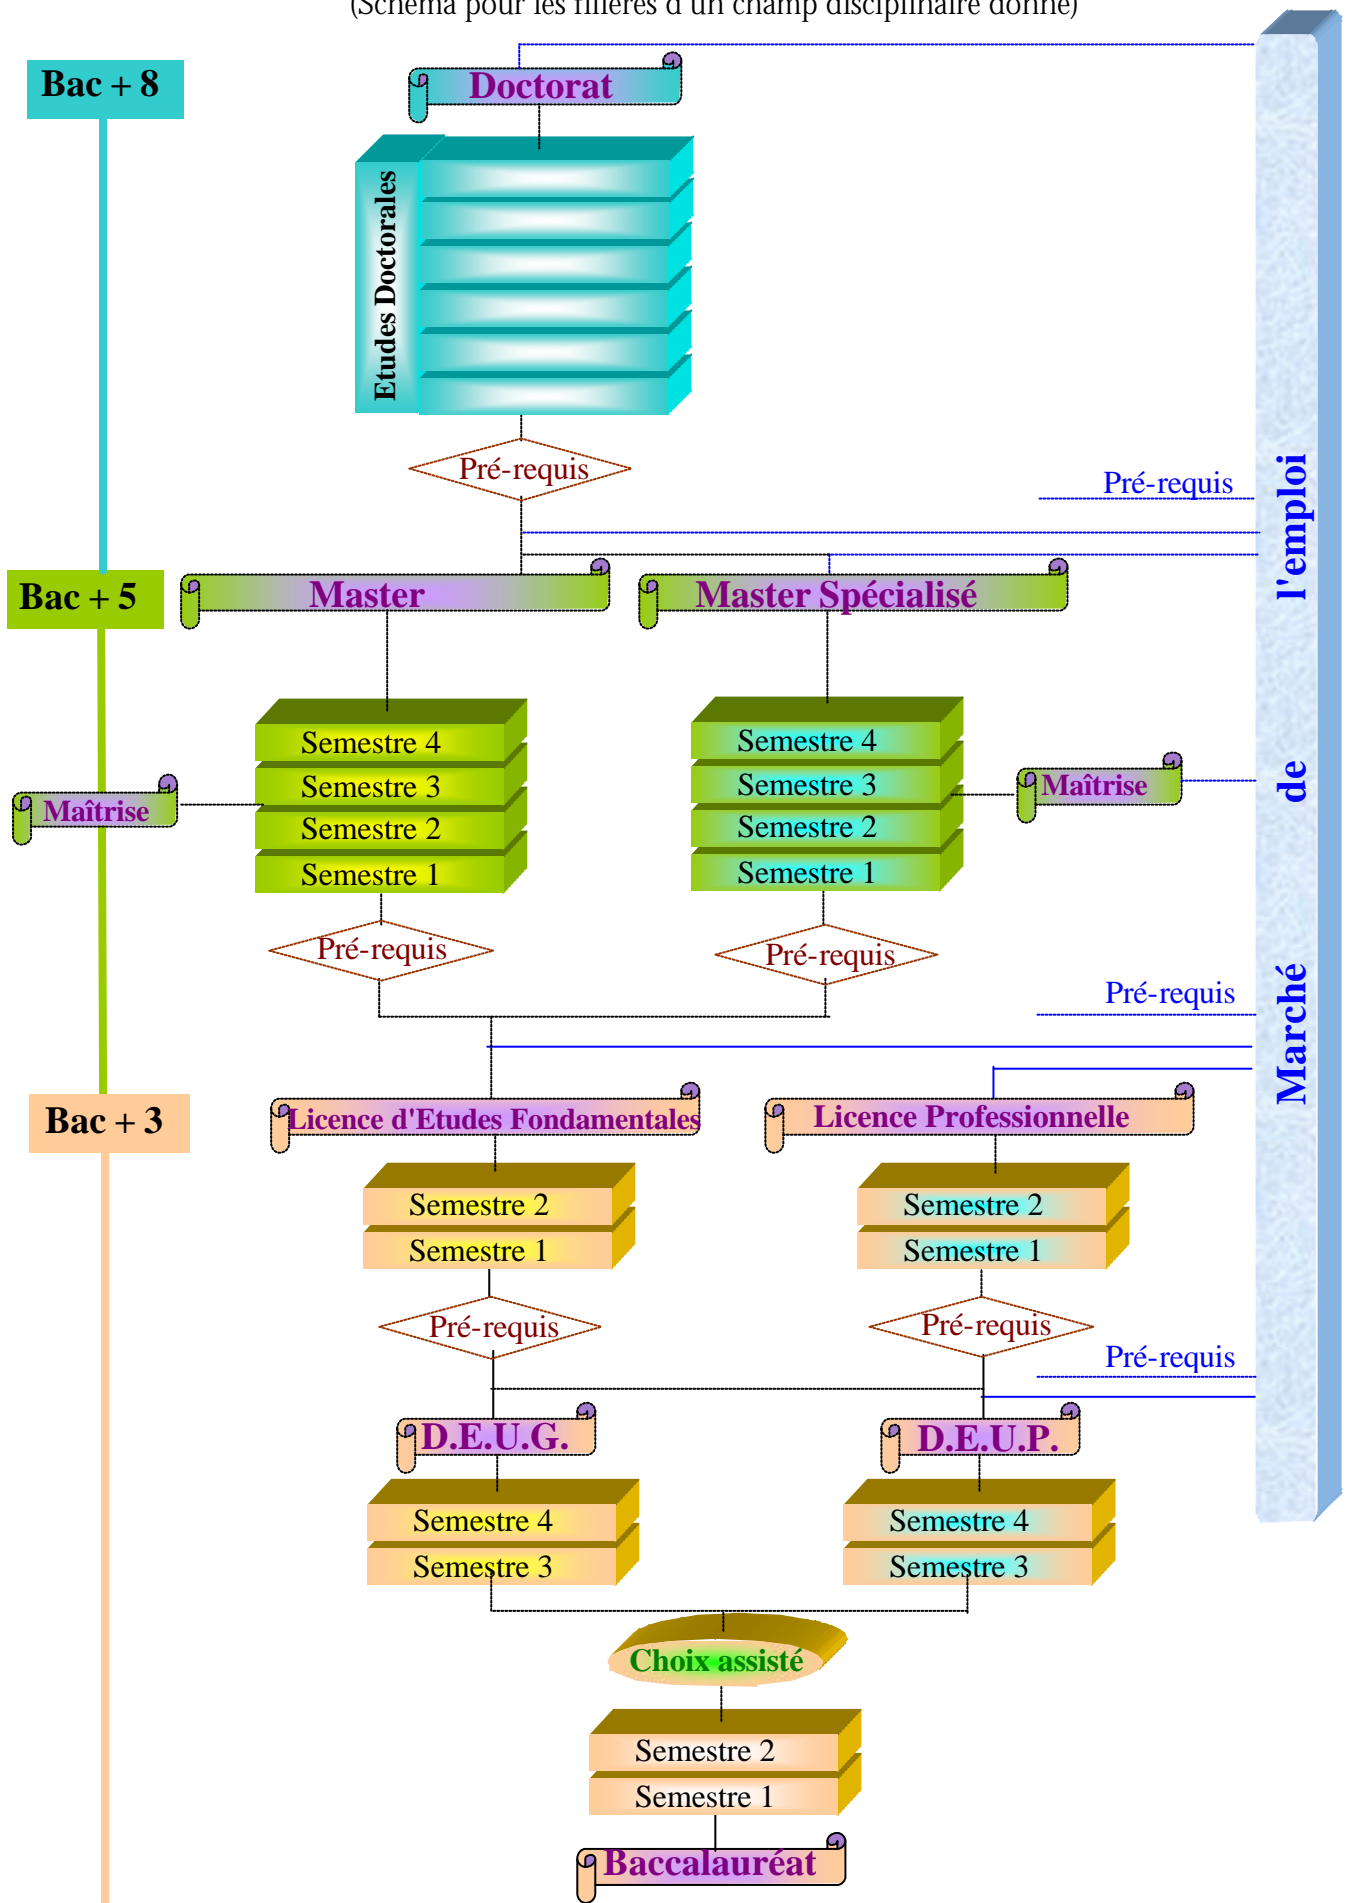 (Schéma pour les filières d'un champ disciplinaire donné)
Bac + 8
Doctorat
Etudes Doctorales
Pré-requis
Pré-requis
Bac + 5
Master
Master Spécialisé
Semestre 4
Semestre 3
Semestre 2
Semestre 1
Semestre 4
Semestre 3
Semestre 2
Semestre 1
Maîtrise
Maîtrise
Pré-requis
Pré-requis
Pré-requis
Marché de l'emploi
Bac + 3
Licence d'Etudes Fondamentales
Licence Professionnelle
Semestre 2
Semestre 1
Semestre 2
Semestre 1
Pré-requis
Pré-requis
Pré-requis
D.E.U.G.
D.E.U.P.
Semestre 4
Semestre 3
Semestre 4
Semestre 3
Choix assisté
Semestre 2
Semestre 1
Baccalauréat